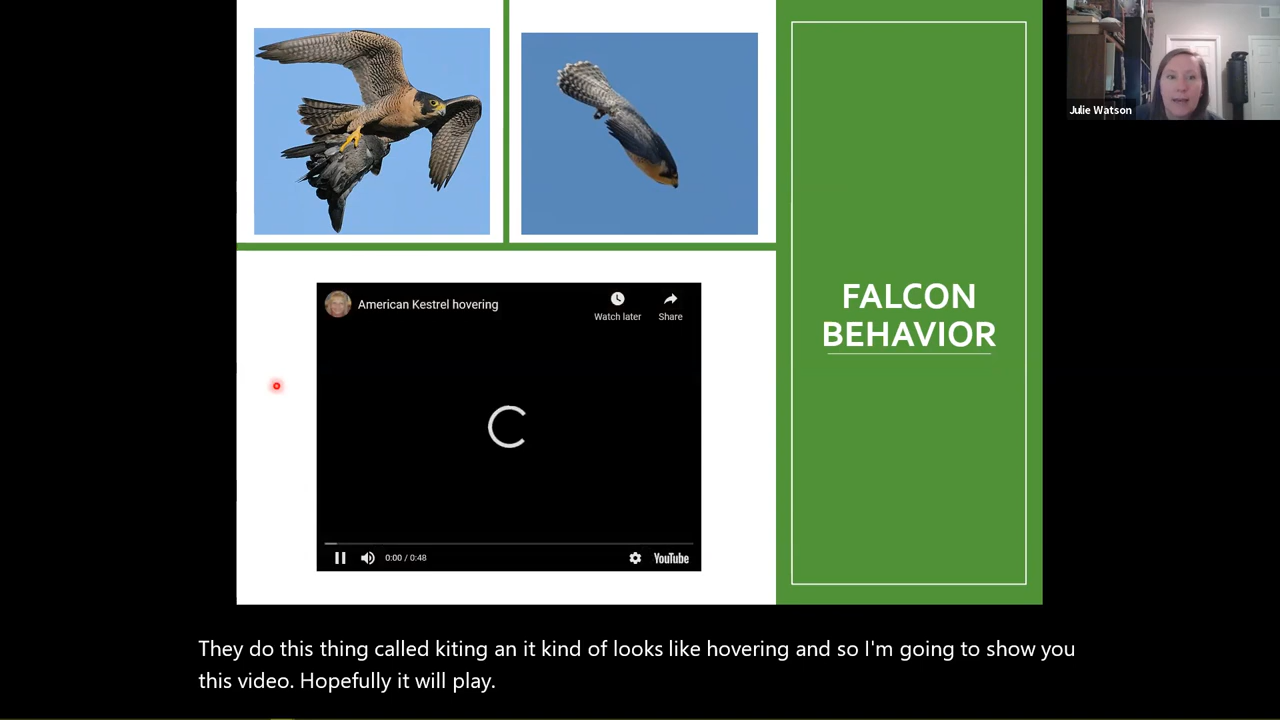 Julie Watson
FALCON
BEHAVIOR
American Kestrel hovering
Watch later
Share
0:00 / 0:48
YouTube
They do this thing called kiting an it kind of looks like hovering and so I'm going to show you
this video. Hopefully it will play.